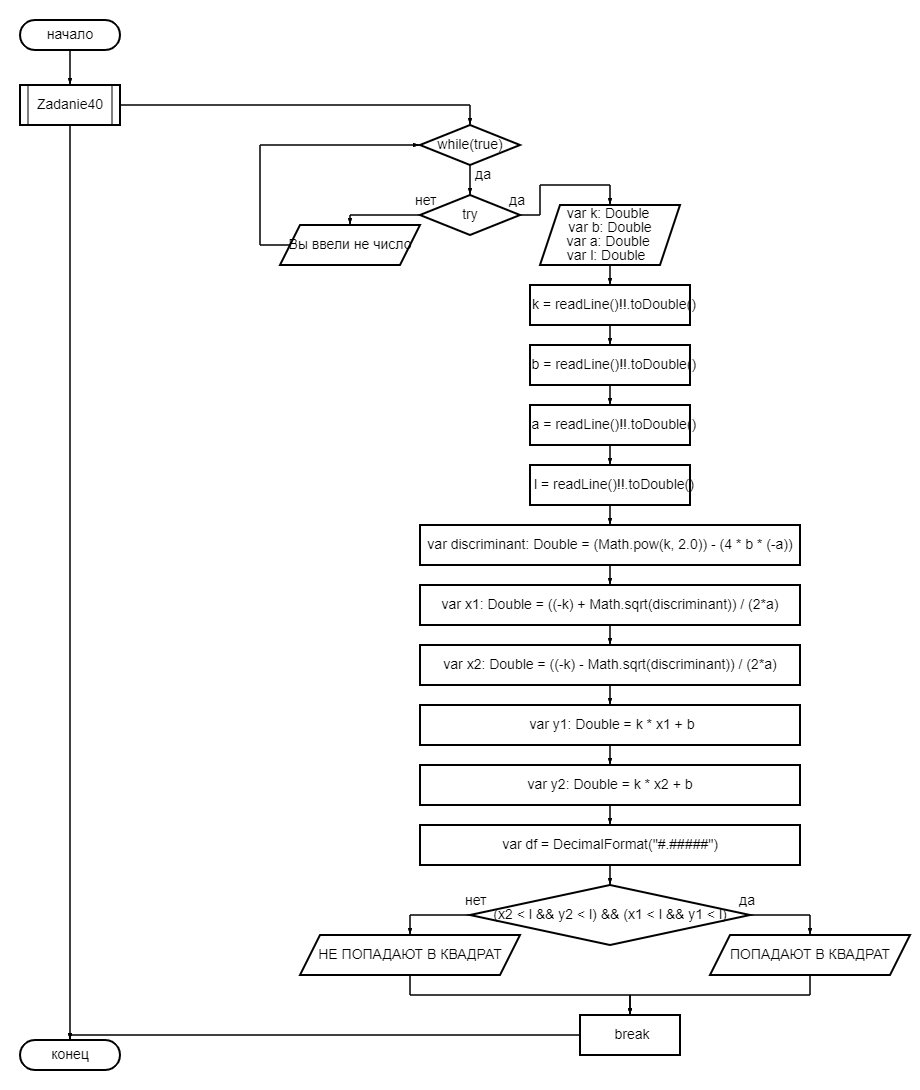 начало
Zadanie40
while(true)
да
нет
try
да
var k: Double
var b: Double
var a: Double
var l: Double
Вы ввели не число
k = readLine()!!.toDouble()
b = readLine()!!.toDouble()
a = readLine()!!.toDouble()
l = readLine()!!.toDouble()
var discriminant: Double = (Math.pow(k, 2.0)) - (4 * b * (-a))
var x1: Double = ((-k) + Math.sqrt(discriminant)) / (2*a)
var x2: Double = ((-k) - Math.sqrt(discriminant)) / (2*a)
var y1: Double = k * x1 + b
var y2: Double = k * x2 + b
var df = DecimalFormat("#.#####")
нет
(x2 < l && y2 < l) && (x1 < l && y1 < l)
да
НЕ ПОПАДАЮТ В КВАДРАТ
ПОПАДАЮТ В КВАДРАТ
break
конец